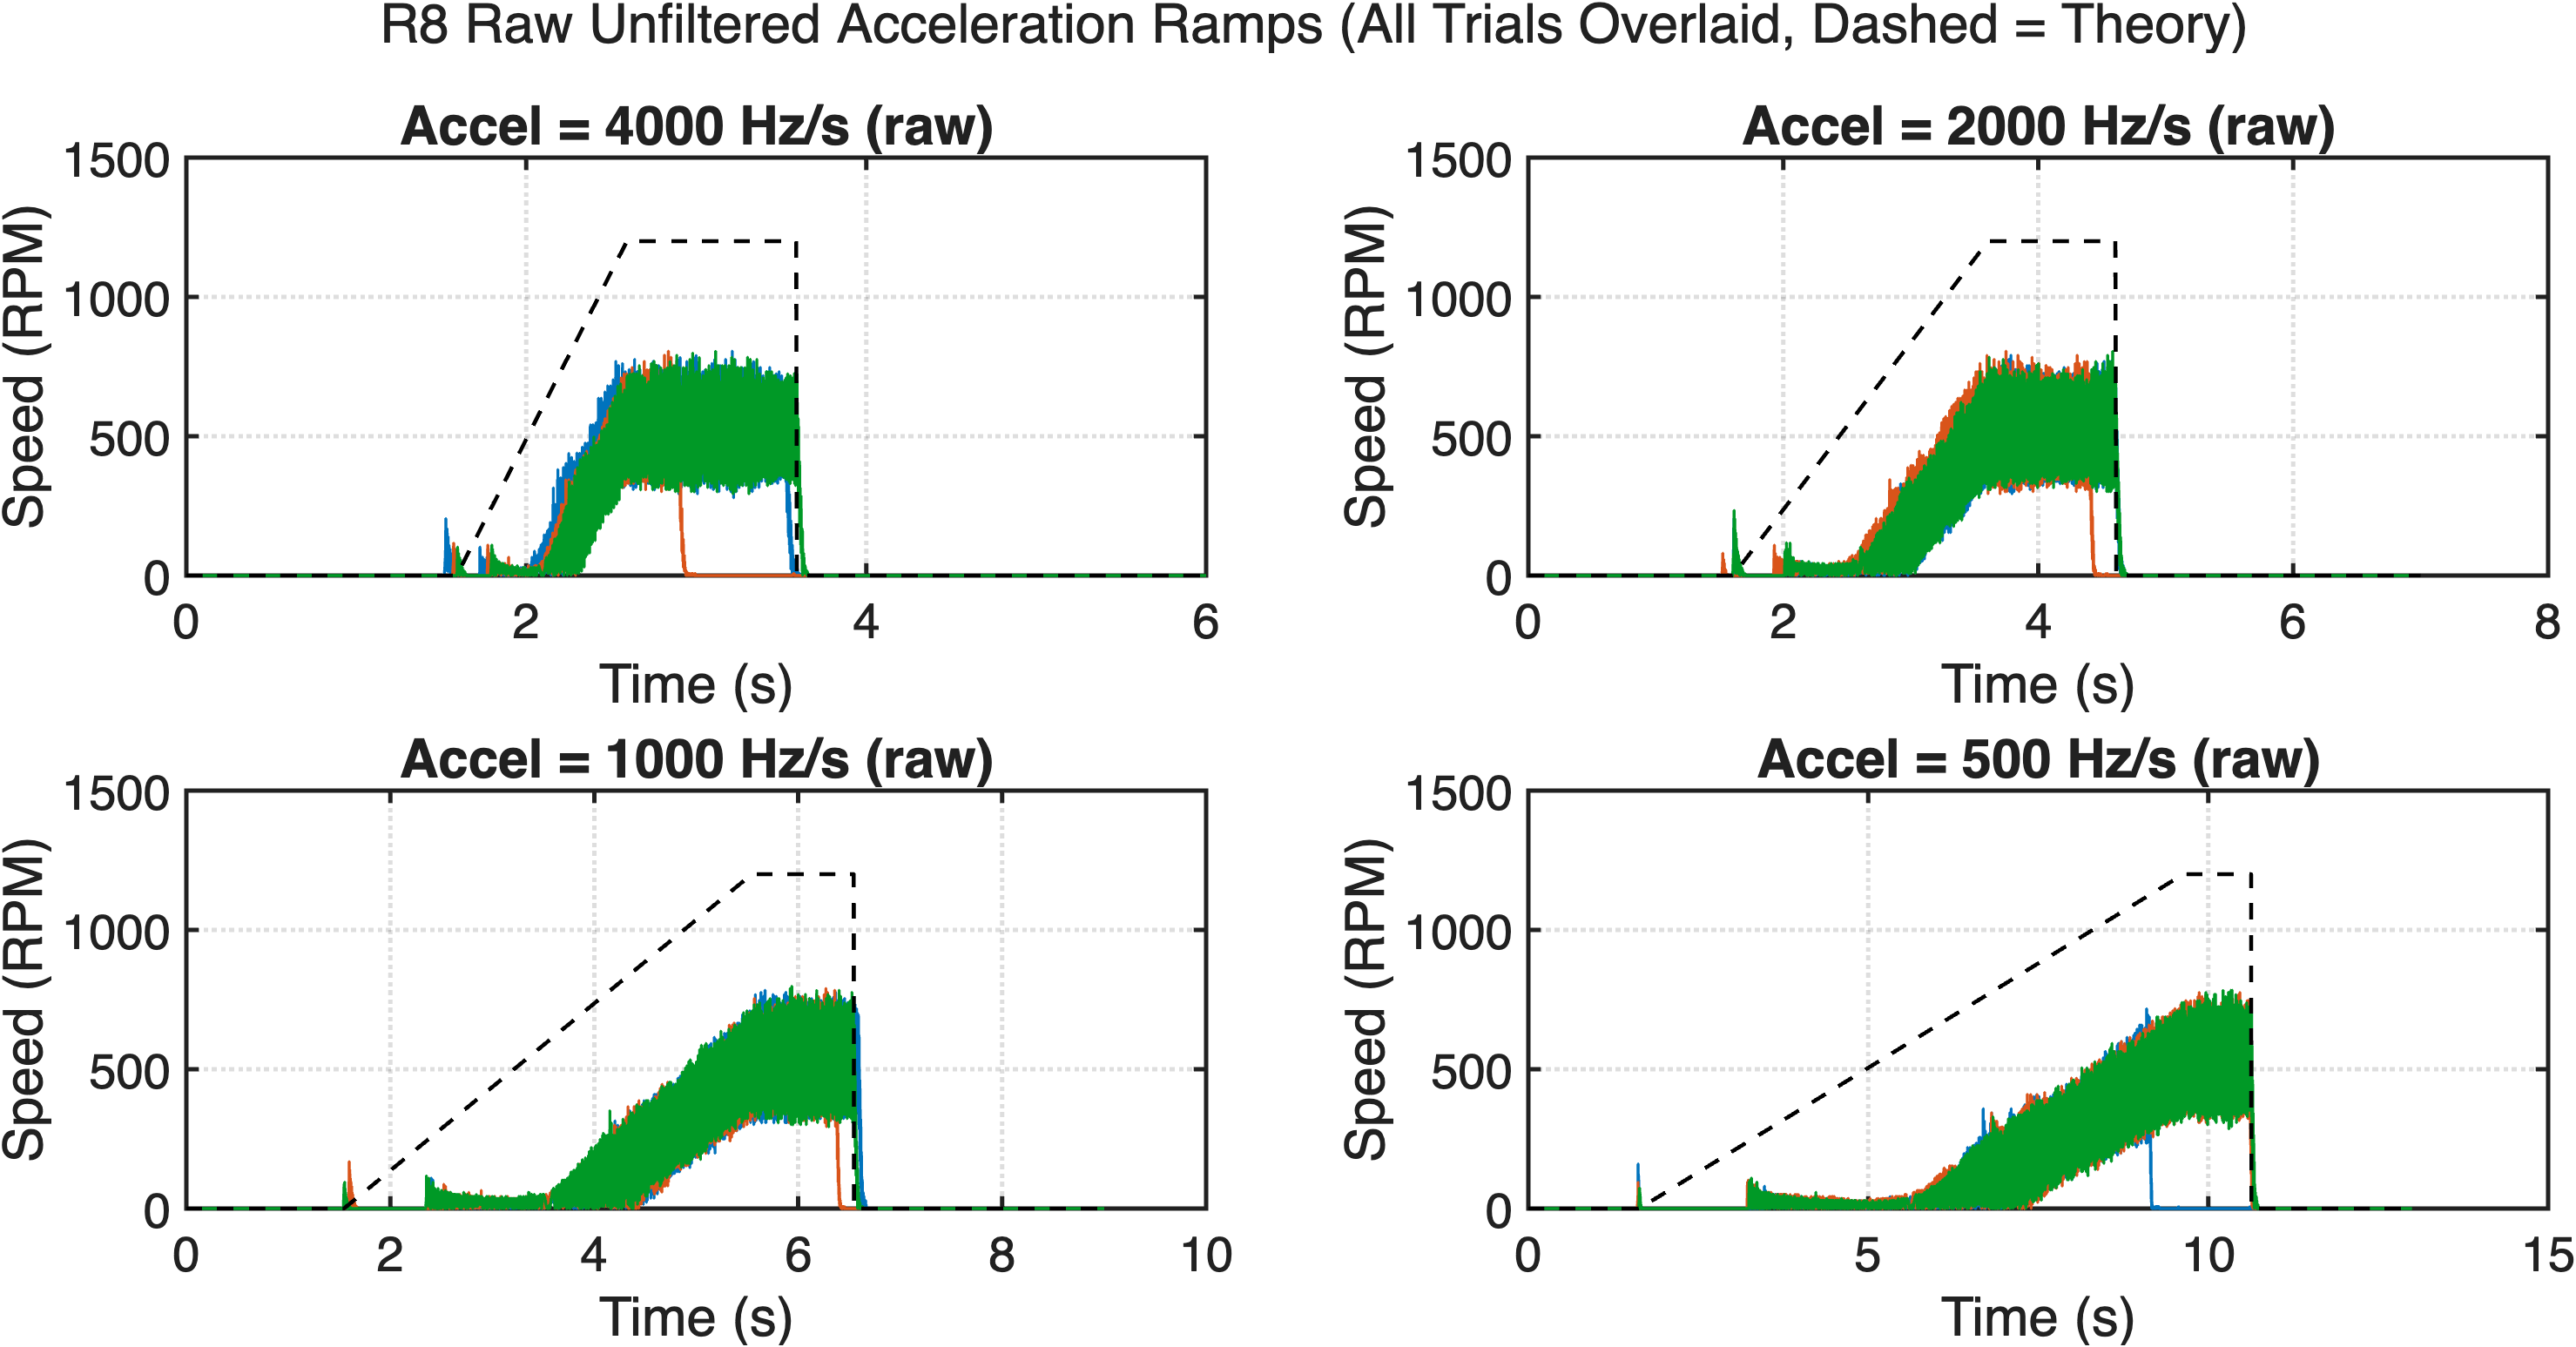 R8 Raw Unfiltered Acceleration Ramps (All Trials Overlaid, Dashed = Theory)
Accel = 4000 Hz/s (raw)
1500
1000
500
0
Speed (RPM)
0 2 4 6
Time (s)
Accel = 2000 Hz/s (raw)
1500
1000
500
0
Speed (RPM)
0 2 4 6 8
Time (s)
Accel = 1000 Hz/s (raw)
1500
1000
500
0
Speed (RPM)
0 2 4 6 8 10
Time (s)
Accel = 500 Hz/s (raw)
1500
1000
500
0
Speed (RPM)
0 5 10 15
Time (s)